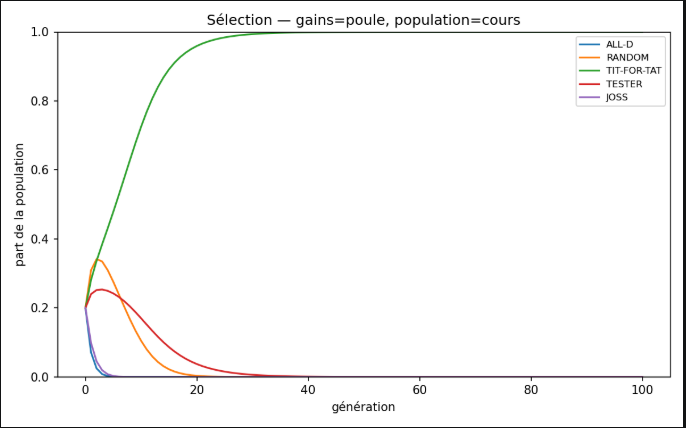 Sélection — gains=poule, population=cours
1.0
0.8
0.6
0.4
0.2
0.0
part de la population
ALL-D
RANDOM
TIT-FOR-TAT
TESTER
JOSS
0 20 40 60 80 100
génération